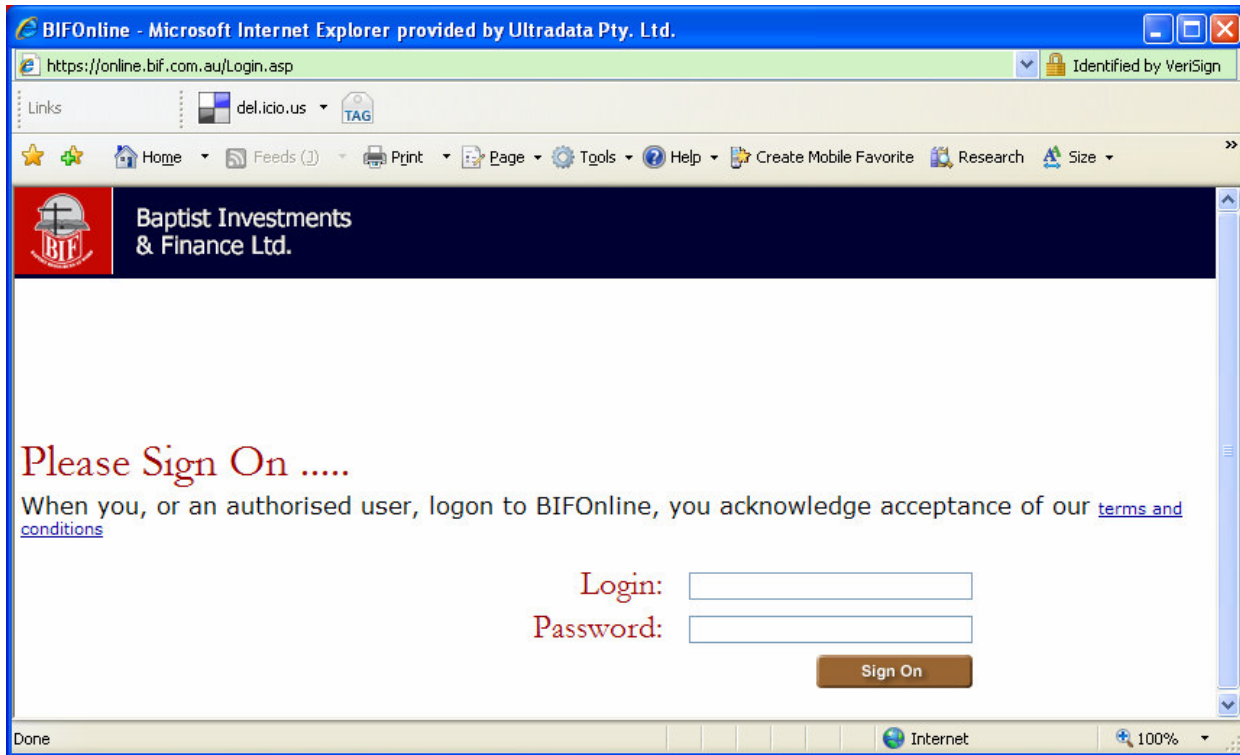 BIFOnline - Microsoft Internet Explorer provided by Ultradata Pty. Ltd.
https://online.bif.com.au/Login.asp
Identified by VeriSign
Links
del.icio.us
TAG
Home
Feeds (J)
Print
Page
Tools
Help
Create Mobile Favorite
Research
Size
»
BIF
Baptist Investments
& Finance Ltd.
Please Sign On .....
When you, or an authorised user, logon to BIFOnline, you acknowledge acceptance of our terms and
conditions
Login:
Password:
Sign On
Done
Internet
100%